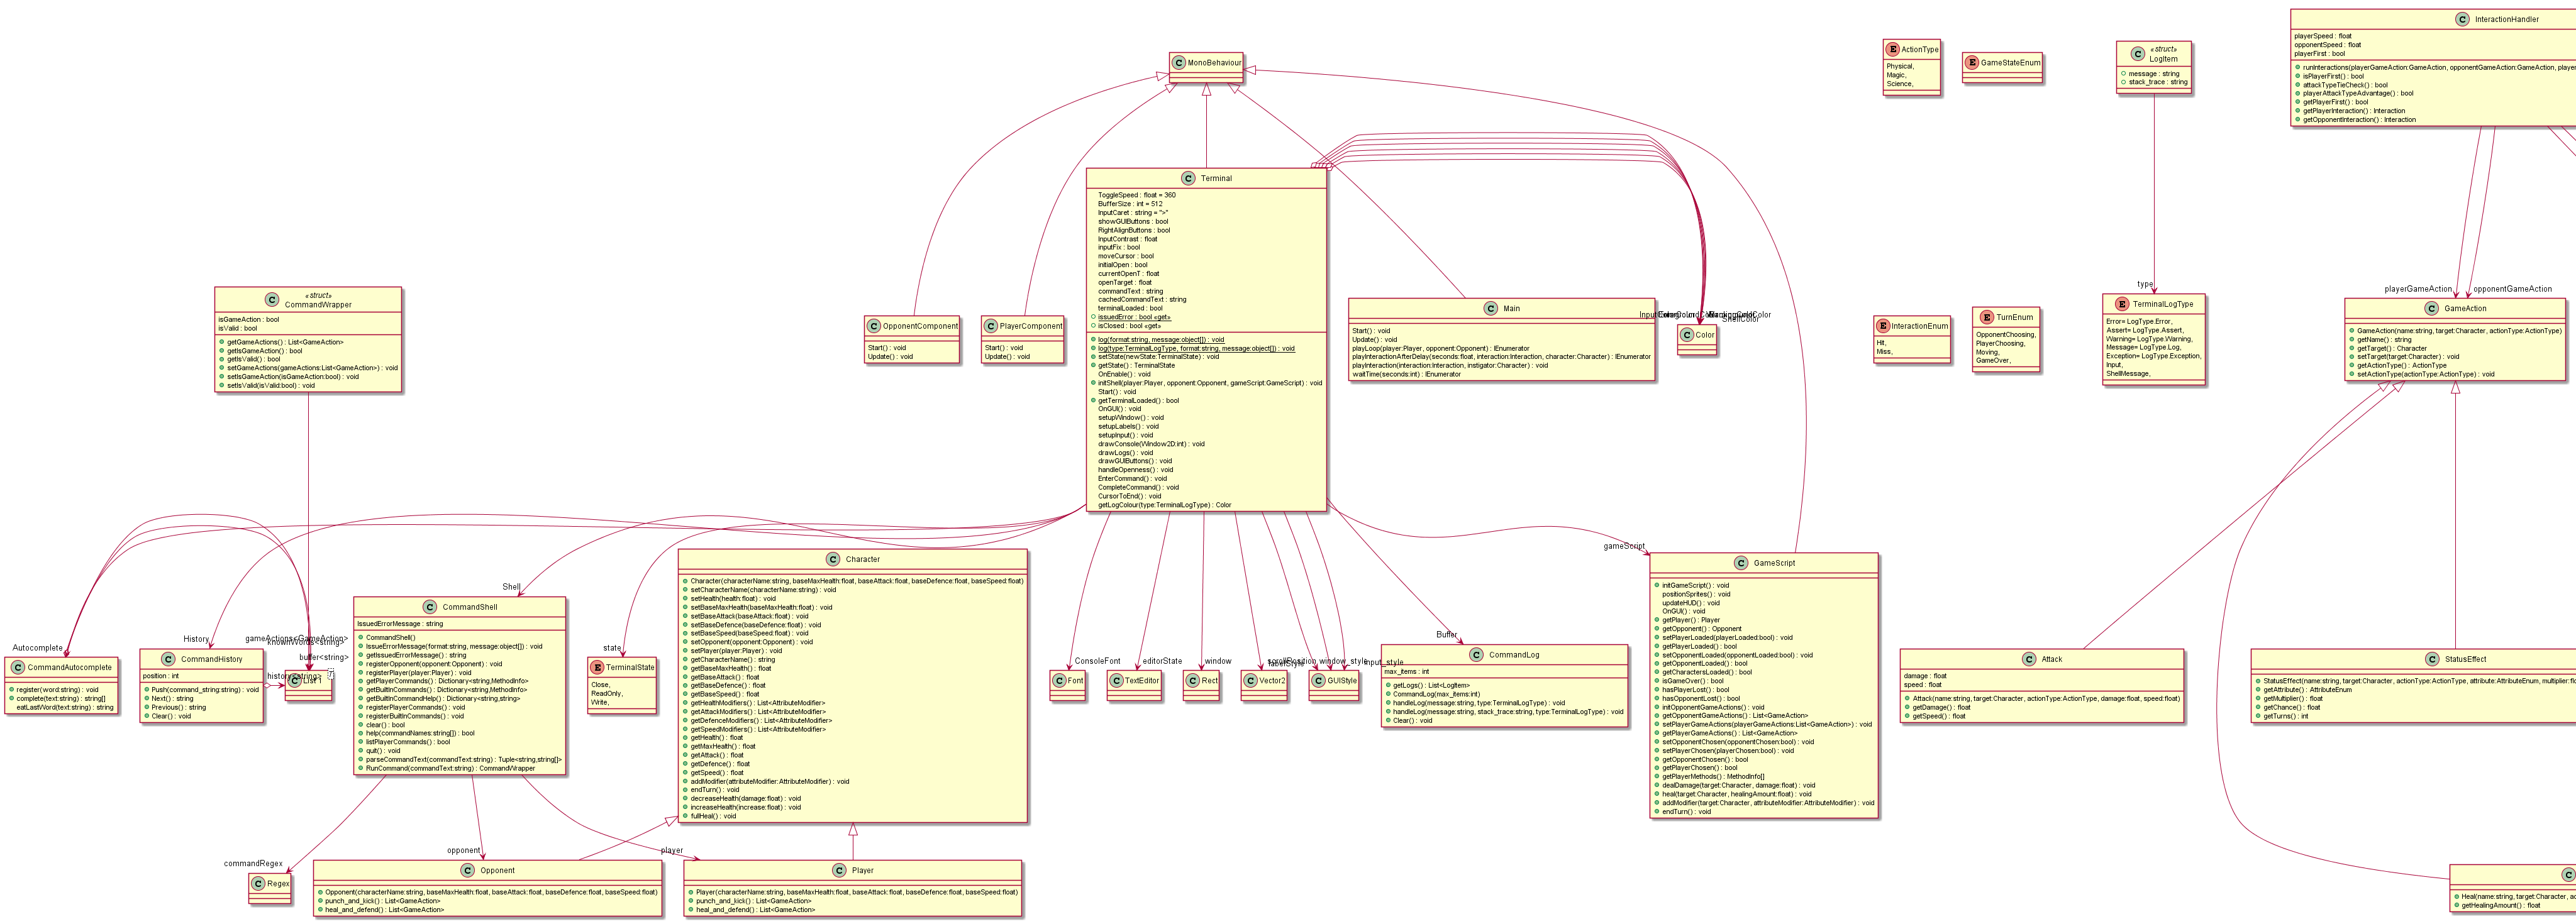 InteractionHandler
playerSpeed : float
opponentSpeed : float
playerFirst : bool
runInteractions(playerGameAction:GameAction, opponentGameAction:GameAction, player
isPlayerFirst() : bool
attackTypeTieCheck() : bool
playerAttackTypeAdvantage() : bool
getPlayerFirst() : bool
getPlayerInteraction() : Interaction
getOpponentInteraction() : Interaction
MonoBehaviour
ActionType
Physical,
Magic,
Science,
GameStateEnum
«struct»
LogItem
message : string
stack_trace : string
Terminal
ToggleSpeed : float = 360
BufferSize : int = 512
InputCaret : string = ">"
showGUIButtons : bool
RightAlignButtons : bool
InputContrast : float
inputFix : bool
moveCursor : bool
initialOpen : bool
currentOpenT : float
openTarget : float
commandText : string
cachedCommandText : string
terminalLoaded : bool
issuedError : bool «get»
isClosed : bool «get»
log(format:string, message:object[]) : void
log(type:TerminalLogType, format:string, message:object[]) : void
setState(newState:TerminalState) : void
getState() : TerminalState
OnEnable() : void
initShell(player:Player, opponent:Opponent, gameScript:GameScript) : void
Start() : void
getTerminalLoaded() : bool
OnGUI() : void
setupWindow() : void
setupLabels() : void
setupInput() : void
drawConsole(Window2D:int) : void
drawLogs() : void
drawGUIButtons() : void
handleOpenness() : void
EnterCommand() : void
CompleteCommand() : void
CursorToEnd() : void
getLogColour(type:TerminalLogType) : Color
«struct»
CommandWrapper
isGameAction : bool
isValid : bool
getGameActions() : List<GameAction>
getIsGameAction() : bool
getIsValid() : bool
setGameActions(gameActions:List<GameAction>) : void
setIsGameAction(isGameAction:bool) : void
setIsValid(isValid:bool) : void
OpponentComponent
Start() : void
Update() : void
PlayerComponent
Start() : void
Update() : void
Main
Start() : void
Update() : void
playLoop(player:Player, opponent:Opponent) : IEnumerator
playInteractionAfterDelay(seconds:float, interaction:Interaction, character:Character) : IEnumerator
playInteraction(interaction:Interaction, instigator:Character) : void
waitTime(seconds:int) : IEnumerator
ShellColor
Color
InteractionEnum
Hit,
Miss,
TurnEnum
OpponentChoosing,
PlayerChoosing,
Moving,
GameOver,
type
TerminalLogType
Error= LogType.Error,
Assert= LogType.Assert,
Warning= LogType.Warning,
Message= LogType.Log,
Exception= LogType.Exception,
Input,
ShellMessage,
playerGameAction
opponentGameAction
GameAction
GameAction(name:string, target:Character, actionType:ActionType)
getName() : string
getTarget() : Character
setTarget(target:Character) : void
getActionType() : ActionType
setActionType(actionType:ActionType) : void
Autocomplete
CommandAutocomplete
register(word:string) : void
complete(text:string) : string[]
eatLastWord(text:string) : string
History
CommandHistory
position : int
Push(command_string:string) : void
Next() : string
Previous() : string
Clear() : void
gameActions<GameAction>
knownWords<string>
buffer<string>
history<string>
List`1
T
Shell
CommandShell
IssuedErrorMessage : string
CommandShell()
IssueErrorMessage(format:string, message:object[]) : void
getIssuedErrorMessage() : string
registerOpponent(opponent:Opponent) : void
registerPlayer(player:Player) : void
getPlayerCommands() : Dictionary<string,MethodInfo>
getBuiltInCommands() : Dictionary<string,MethodInfo>
getBuiltInCommandHelp() : Dictionary<string,string>
registerPlayerCommands() : void
registerBuiltInCommands() : void
clear() : bool
help(commandNames:string[]) : bool
listPlayerCommands() : bool
quit() : void
parseCommandText(commandText:string) : Tuple<string,string[]>
RunCommand(commandText:string) : CommandWrapper
state
TerminalState
Close,
ReadOnly,
Write,
Character
Character(characterName:string, baseMaxHealth:float, baseAttack:float, baseDefence:float, baseSpeed:float)
setCharacterName(characterName:string) : void
setHealth(health:float) : void
setBaseMaxHealth(baseMaxHealth:float) : void
setBaseAttack(baseAttack:float) : void
setBaseDefence(baseDefence:float) : void
setBaseSpeed(baseSpeed:float) : void
setOpponent(opponent:Opponent) : void
setPlayer(player:Player) : void
getCharacterName() : string
getBaseMaxHealth() : float
getBaseAttack() : float
getBaseDefence() : float
getBaseSpeed() : float
getHealthModifiers() : List<AttributeModifier>
getAttackModifiers() : List<AttributeModifier>
getDefenceModifiers() : List<AttributeModifier>
getSpeedModifiers() : List<AttributeModifier>
getHealth() : float
getMaxHealth() : float
getAttack() : float
getDefence() : float
getSpeed() : float
addModifier(attributeModifier:AttributeModifier) : void
endTurn() : void
decreaseHealth(damage:float) : void
increaseHealth(increase:float) : void
fullHeal() : void
ConsoleFont
Font
editorState
TextEditor
window
Rect
scrollPosition
Vector2
labelStyle
window_style
input_style
GUIStyle
Buffer
CommandLog
max_items : int
getLogs() : List<LogItem>
CommandLog(max_items:int)
handleLog(message:string, type:TerminalLogType) : void
handleLog(message:string, stack_trace:string, type:TerminalLogType) : void
Clear() : void
gameScript
GameScript
initGameScript() : void
positionSprites() : void
updateHUD() : void
OnGUI() : void
getPlayer() : Player
getOpponent() : Opponent
setPlayerLoaded(playerLoaded:bool) : void
getPlayerLoaded() : bool
setOpponentLoaded(opponentLoaded:bool) : void
getOpponentLoaded() : bool
getCharactersLoaded() : bool
isGameOver() : bool
hasPlayerLost() : bool
hasOpponentLost() : bool
initOpponentGameActions() : void
getOpponentGameActions() : List<GameAction>
setPlayerGameActions(playerGameActions:List<GameAction>) : void
getPlayerGameActions() : List<GameAction>
setOpponentChosen(opponentChosen:bool) : void
setPlayerChosen(playerChosen:bool) : void
getOpponentChosen() : bool
getPlayerChosen() : bool
getPlayerMethods() : MethodInfo[]
dealDamage(target:Character, damage:float) : void
heal(target:Character, healingAmount:float) : void
addModifier(target:Character, attributeModifier:AttributeModifier) : void
endTurn() : void
Attack
damage : float
speed : float
Attack(name:string, target:Character, actionType:ActionType, damage:float, speed:float)
getDamage() : float
getSpeed() : float
StatusEffect
StatusEffect(name:string, target:Character, actionType:ActionType, attribute:AttributeEnum, multiplier:flo
getAttribute() : AttributeEnum
getMultiplier() : float
getChance() : float
getTurns() : int
commandRegex
Regex
opponent
Opponent
Opponent(characterName:string, baseMaxHealth:float, baseAttack:float, baseDefence:float, baseSpeed:float)
punch_and_kick() : List<GameAction>
heal_and_defend() : List<GameAction>
player
Player
Player(characterName:string, baseMaxHealth:float, baseAttack:float, baseDefence:float, baseSpeed:float)
punch_and_kick() : List<GameAction>
heal_and_defend() : List<GameAction>
Heal(name:string, target:Character, ac
getHealingAmount() : float